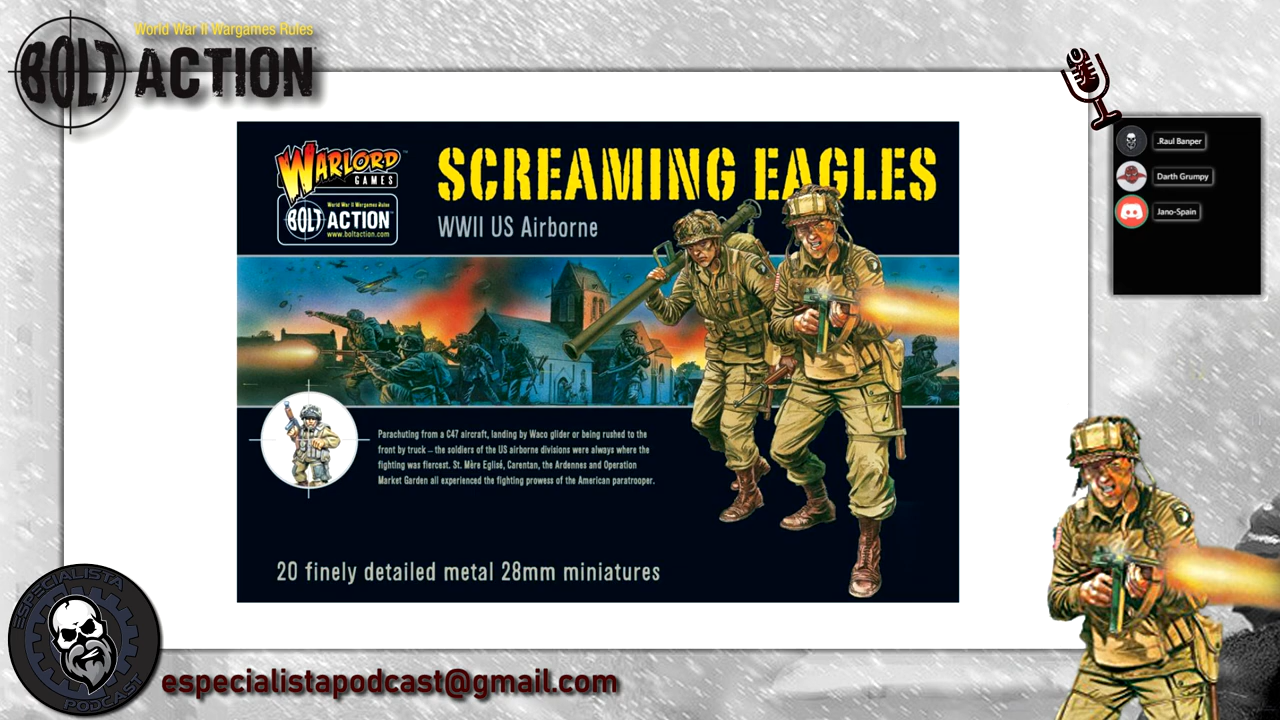 World War II Wargames Rules
BOLT ACTION
.Raul Banper
Darth Grumpy
Jano-Spain
WARLORD
GAMES
World War II Wargames Rules
BOLT ACTION
www.boltaction.com
SCREAMING EAGLES
WWII US Airborne
Parachuting from a C47 aircraft, landing by Waco glider or being rushed to the
front by truck – the soldiers of the US airborne divisions were always where the
fighting was fiercest. St. Mère Eglisé, Carentan, the Ardennes and Operation
Market Garden all experienced the fighting prowess of the American paratrooper.
20 finely detailed metal 28mm miniatures
ESPECIALISTA
PODCAST
especialistapodcast@gmail.com